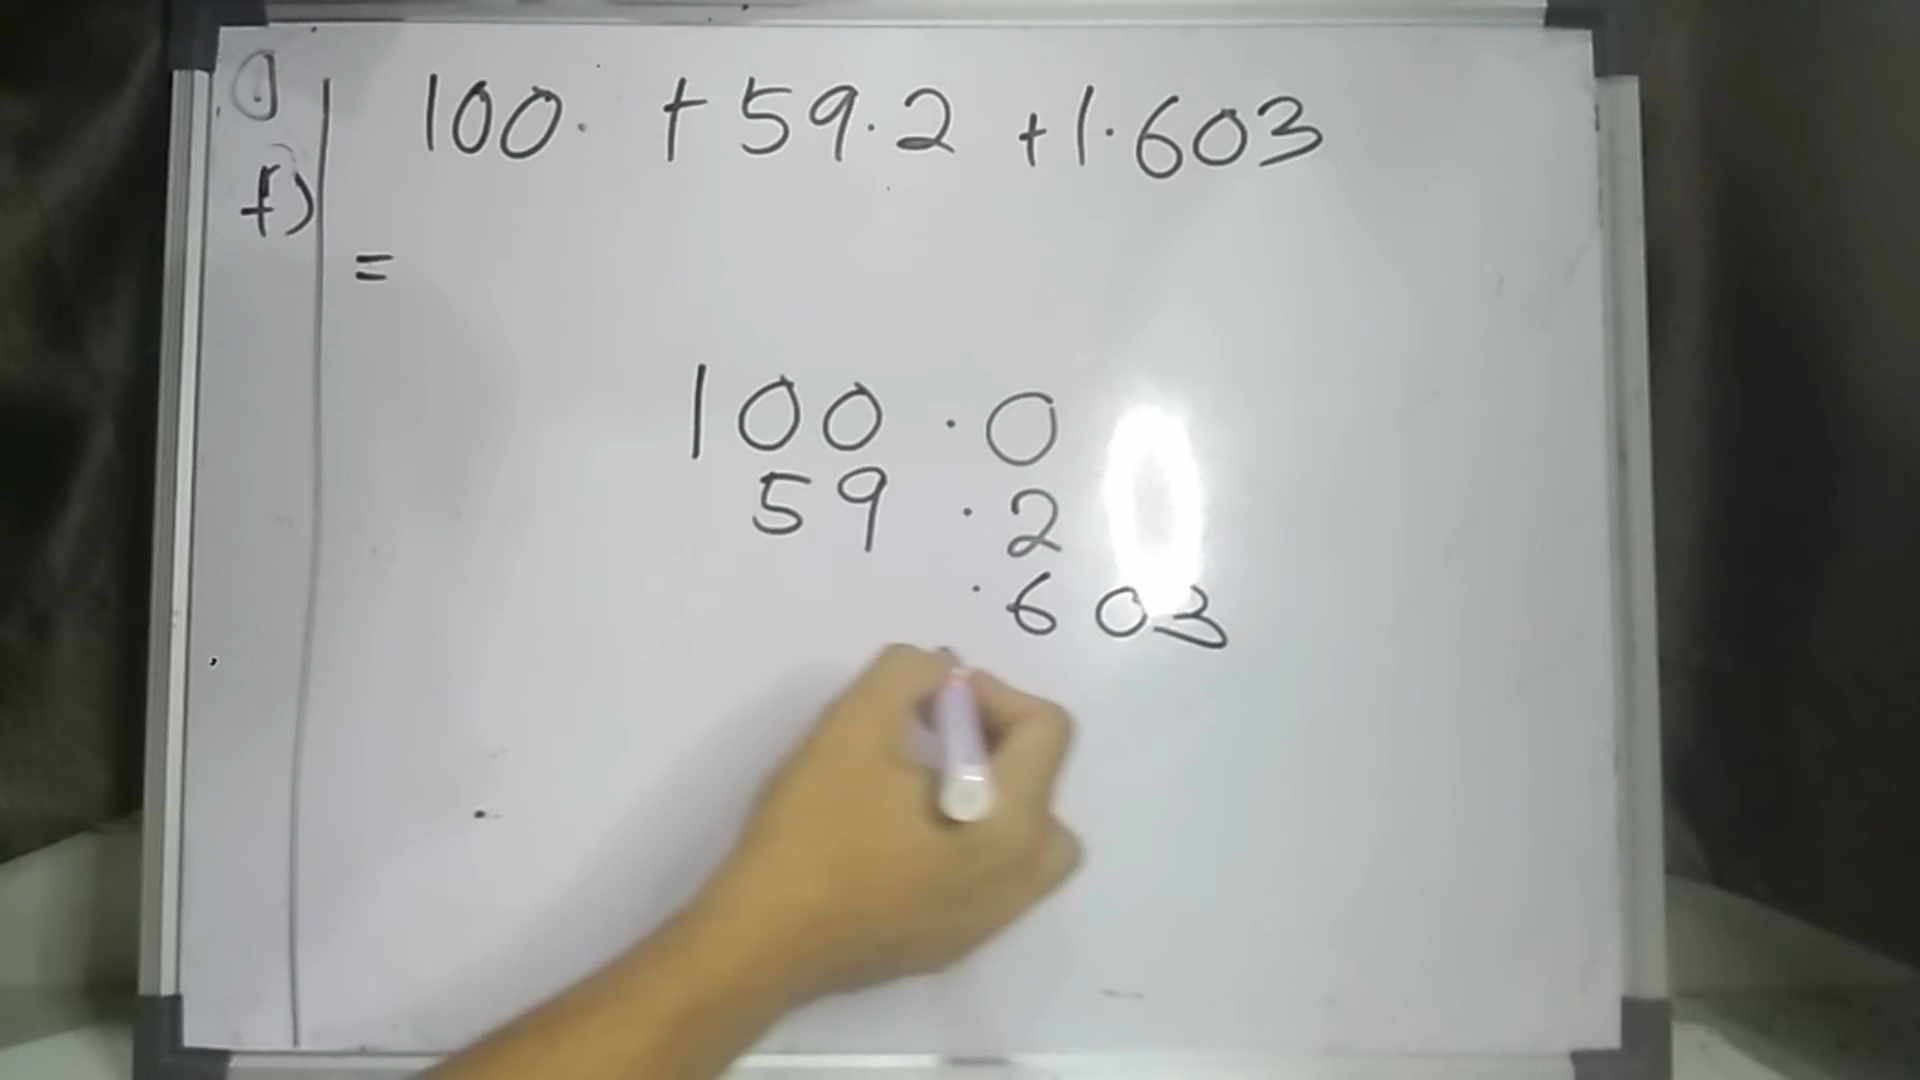 1)
f)
100. + 59.2 + 1.603
=
100.0
59.2
.603